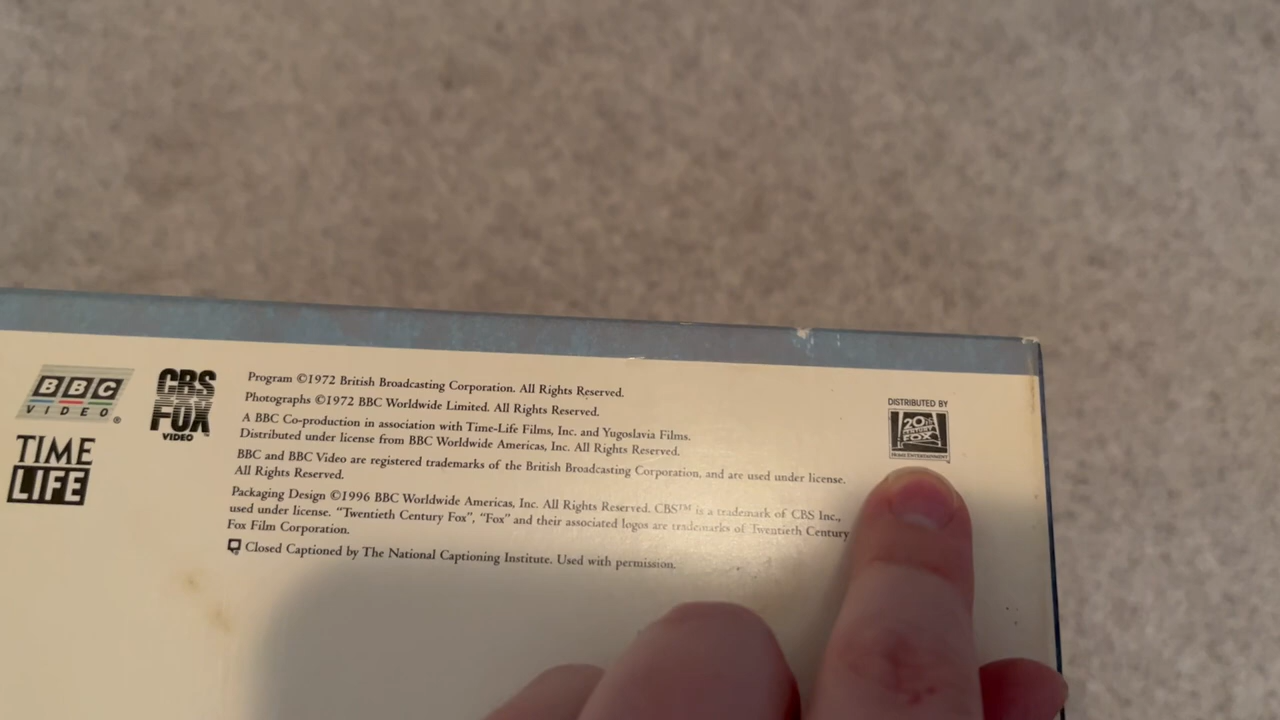 BBC
VIDEO®
CBS
FOX
VIDEO™
TIME
LIFE
Program ©1972 British Broadcasting Corporation. All Rights Reserved.
Photographs ©1972 BBC Worldwide Limited. All Rights Reserved.
A BBC Co-production in association with Time-Life Films, Inc. and Yugoslavia Films.
Distributed under license from BBC Worldwide Americas, Inc. All Rights Reserved.
BBC and BBC Video are registered trademarks of the British Broadcasting Corporation, and are used under license.
All Rights Reserved.
Packaging Design ©1996 BBC Worldwide Americas, Inc. All Rights Reserved. CBS™ is a trademark of CBS Inc.,
used under license. “Twentieth Century Fox”, “Fox” and their associated logos are trademarks of Twentieth Century
Fox Film Corporation.
Closed Captioned by The National Captioning Institute. Used with permission.
DISTRIBUTED BY
20th
CENTURY
FOX
HOME ENTERTAINMENT